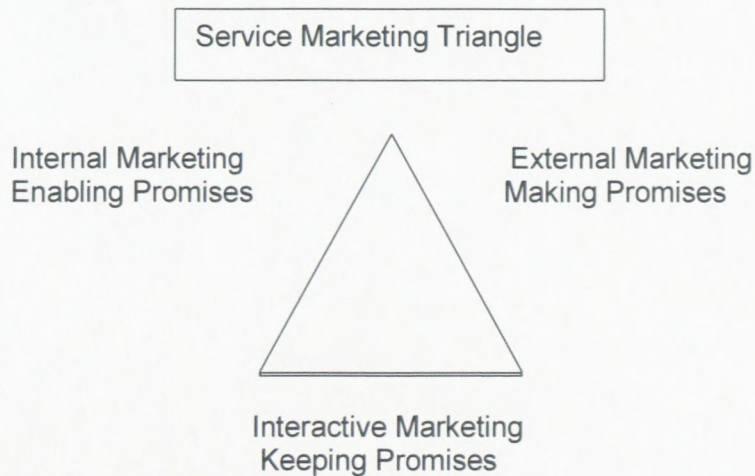 Service Marketing Triangle
Internal Marketing
Enabling Promises
External Marketing
Making Promises
Interactive Marketing
Keeping Promises